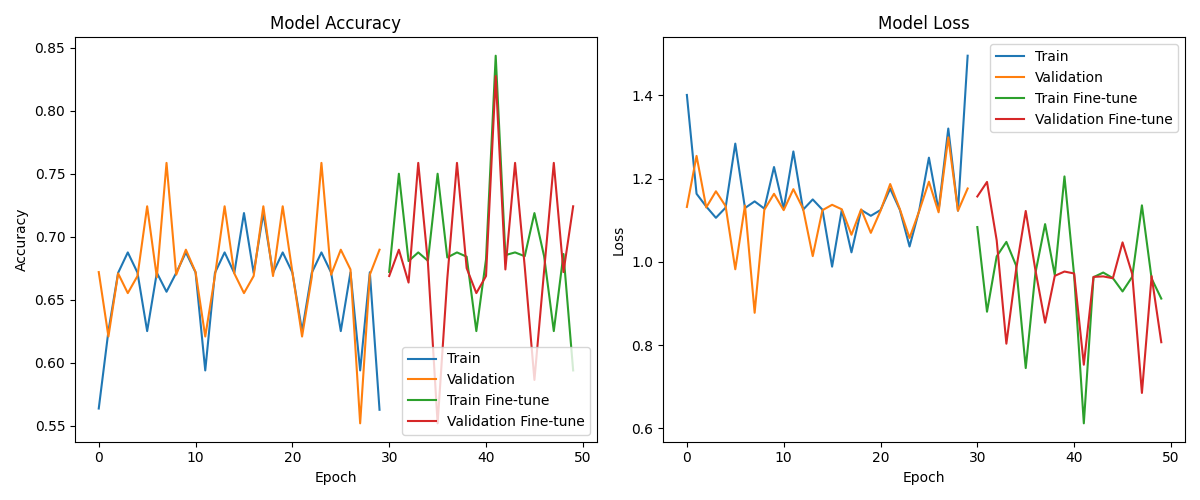 Model Accuracy
Accuracy
0.85
0.80
0.75
0.70
0.65
0.60
0.55
Train
Validation
Train Fine-tune
Validation Fine-tune
0 10 20 30 40 50
Epoch
Model Loss
Loss
1.4
1.2
1.0
0.8
0.6
Train
Validation
Train Fine-tune
Validation Fine-tune
0 10 20 30 40 50
Epoch